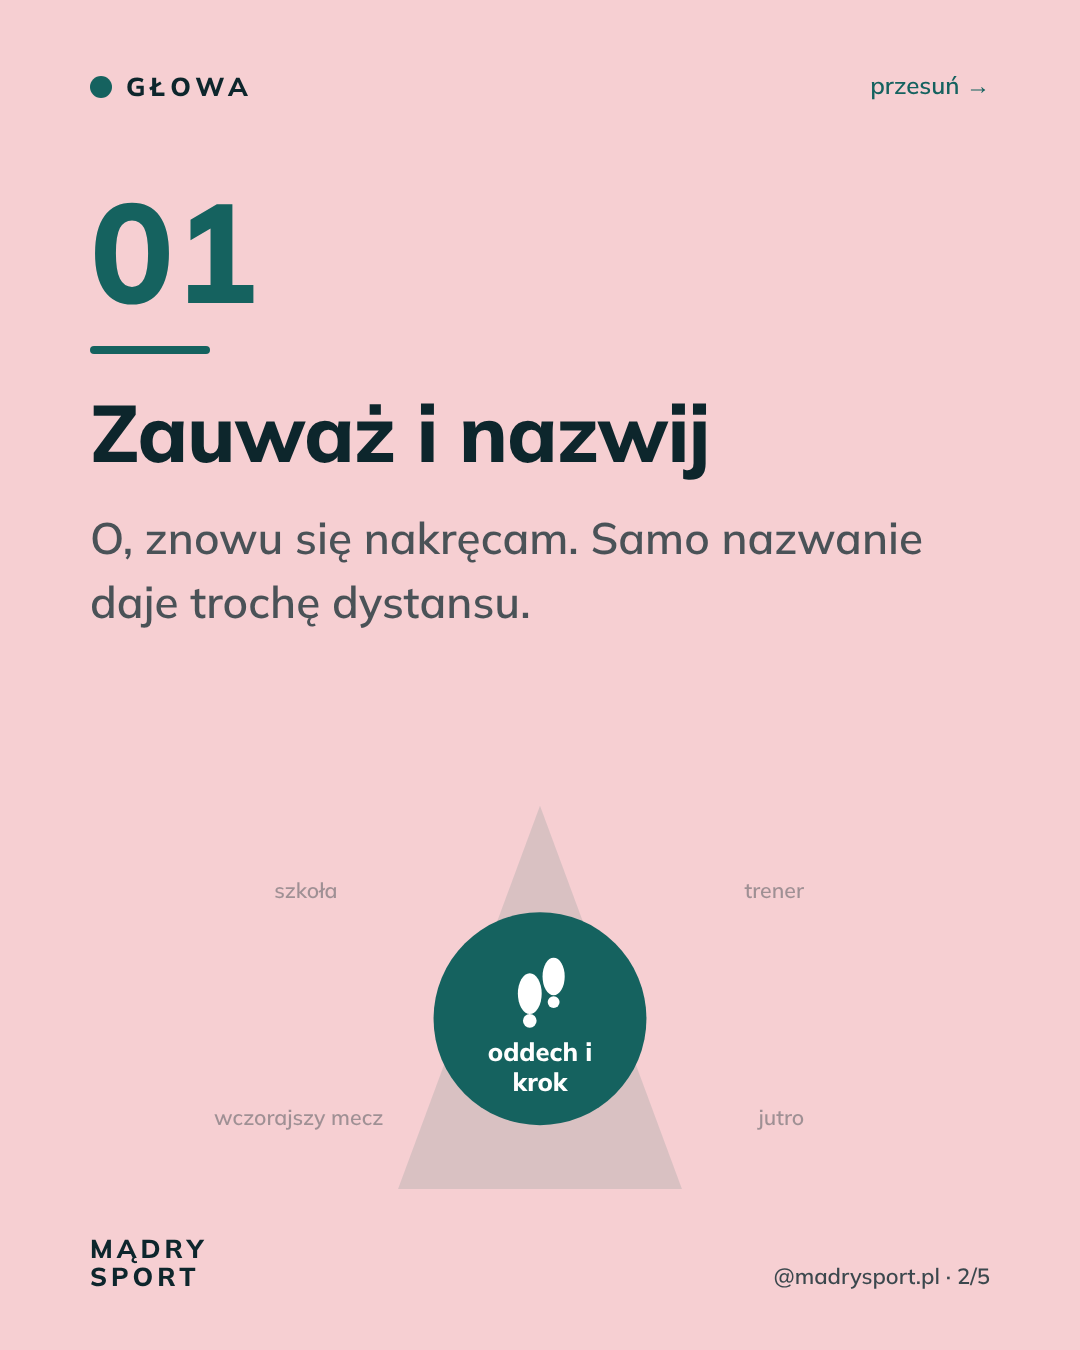 GŁOWA
przesuń →
01
Zauważ i nazwij
O, znowu się nakręcam. Samo nazwanie
daje trochę dystansu.
szkoła
trener
oddech i
krok
wczorajszy mecz
jutro
MĄDRY
SPORT
@madrysport.pl · 2/5